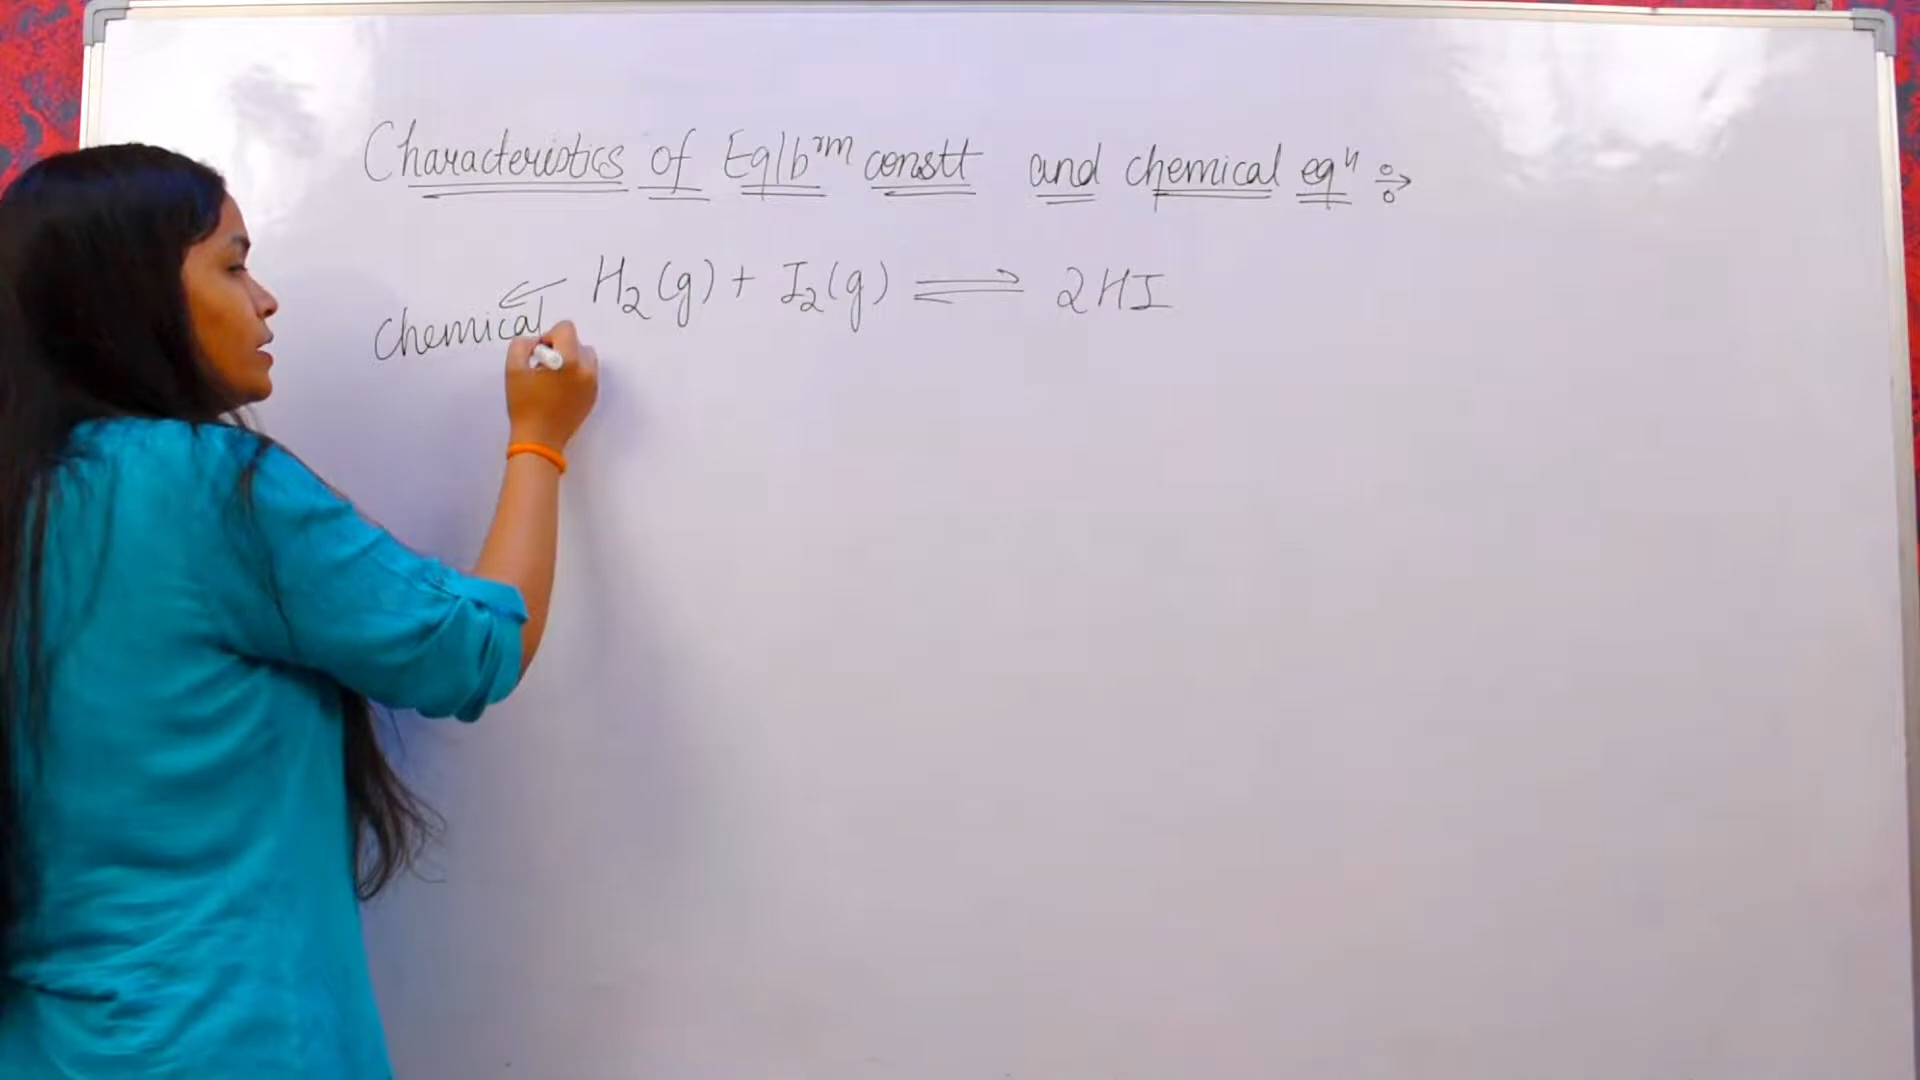 Characteristics of Eqlbʳᵐ constt and chemical eqⁿ ÷>
H₂(g) + I₂(g) ⇌ 2HI
Chemical